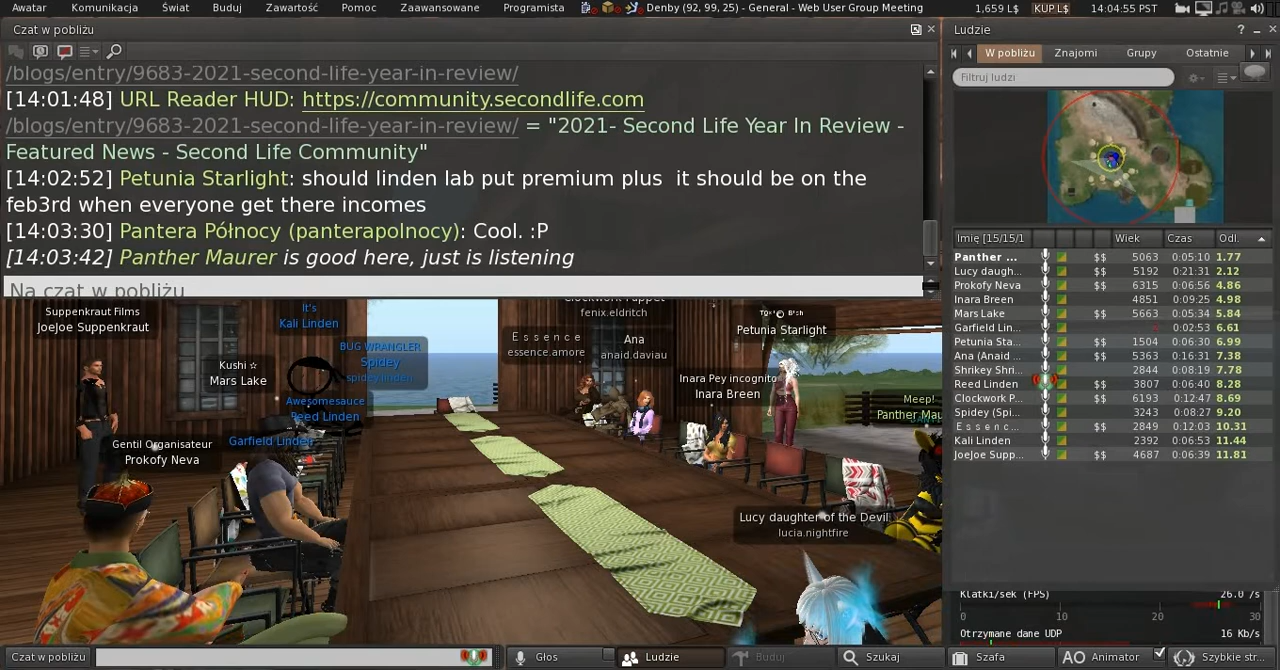 Awatar Komunikacja Świat Buduj Zawartość Pomoc Zaawansowane Programista Denby (92, 99, 25) - General - Web User Group Meeting 1,659 L$ KUP L$ 14:04:55 PST
Czat w pobliżu
/blogs/entry/9683-2021-second-life-year-in-review/
[14:01:48] URL Reader HUD: https://community.secondlife.com
/blogs/entry/9683-2021-second-life-year-in-review/ = "2021- Second Life Year In Review -
Featured News - Second Life Community"
[14:02:52] Petunia Starlight: should linden lab put premium plus  it should be on the
feb3rd when everyone get there incomes
[14:03:30] Pantera Północy (panterapolnocy): Cool. :P
[14:03:42] Panther Maurer is good here, just is listening
Na czat w pobliżu
Suppenkraut Films
JoeJoe Suppenkraut
It's
Kali Linden
BUG WRANGLER
Spidey
spidey.linden
Kushi ☆
Mars Lake
Awesomesauce
Reed Linden
Gentil Organisateur
Prokofy Neva
Garfield Linden
Essence
essence.amore
Clockwork Puppet
fenix.eldritch
Ana
anaid.daviau
Petunia Starlight
Inara Pey incognito
Inara Breen
Meep!
Panther Mau
Lucy daughter of the Devil
lucia.nightfire
Ludzie
? _ ×
W pobliżu Znajomi Grupy Ostatnie
Filtruj ludzi
Imię [15/15/1 Wiek Czas Odl.
Panther ... $$ 5063 0:05:10 1.77
Lucy daugh... $$ 5192 0:21:31 2.12
Prokofy Neva $$ 6315 0:06:56 4.86
Inara Breen 4851 0:09:25 4.98
Mars Lake $$ 5663 0:05:34 5.84
Garfield Lin... 0:02:53 6.61
Petunia Sta... $$ 1504 0:06:30 6.99
Ana (Anaid ... $$ 5363 0:16:31 7.38
Shrikey Shri... 2844 0:08:19 7.78
Reed Linden $$ 3807 0:06:40 8.28
Clockwork P... $$ 6193 0:12:47 8.69
Spidey (Spi... 3243 0:08:27 9.20
E s s e n c... $$ 2849 0:12:03 10.31
Kali Linden 2392 0:06:53 11.44
JoeJoe Supp... $$ 4687 0:06:39 11.81
Klatki/sek (FPS) 26.0 /s
0 10 20 30
Otrzymane dane UDP 16 Kb/s
Czat w pobliżu Głos Ludzie Buduj Szukaj Szafa AO Animator Szybkie str...